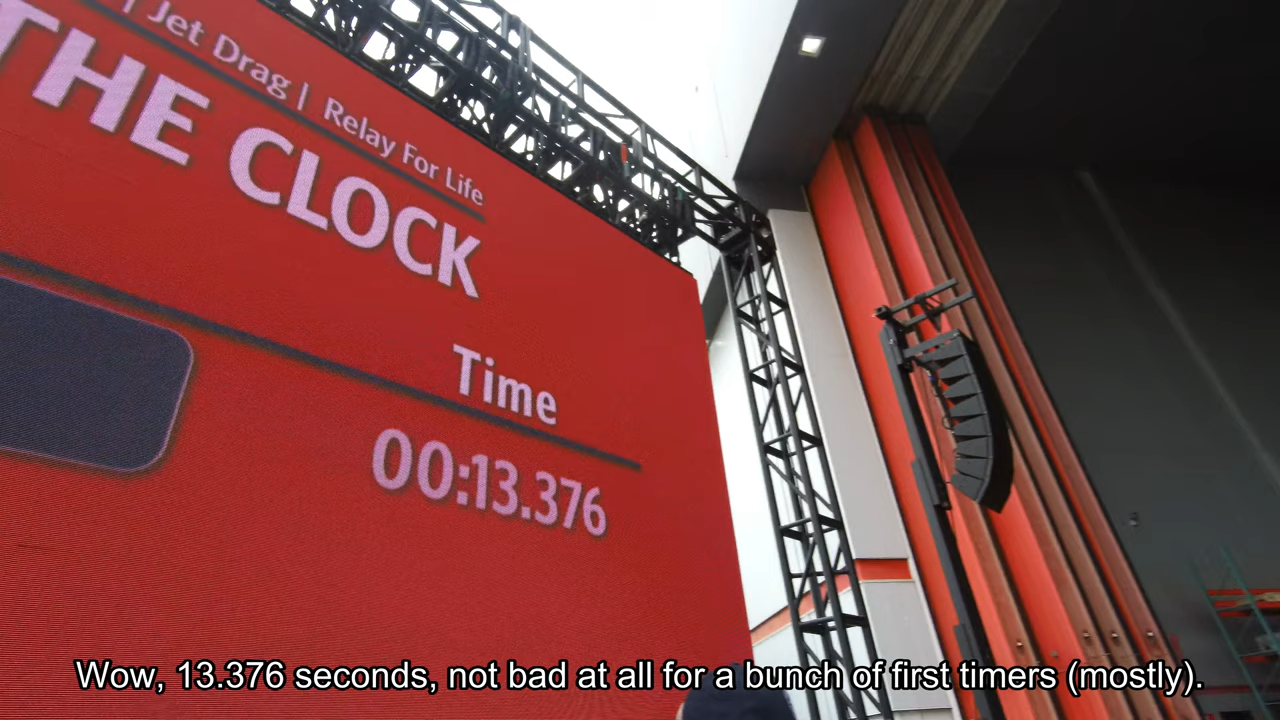 | Jet Drag | Relay For Life
THE CLOCK
Time
00:13.376
Wow, 13.376 seconds, not bad at all for a bunch of first timers (mostly).